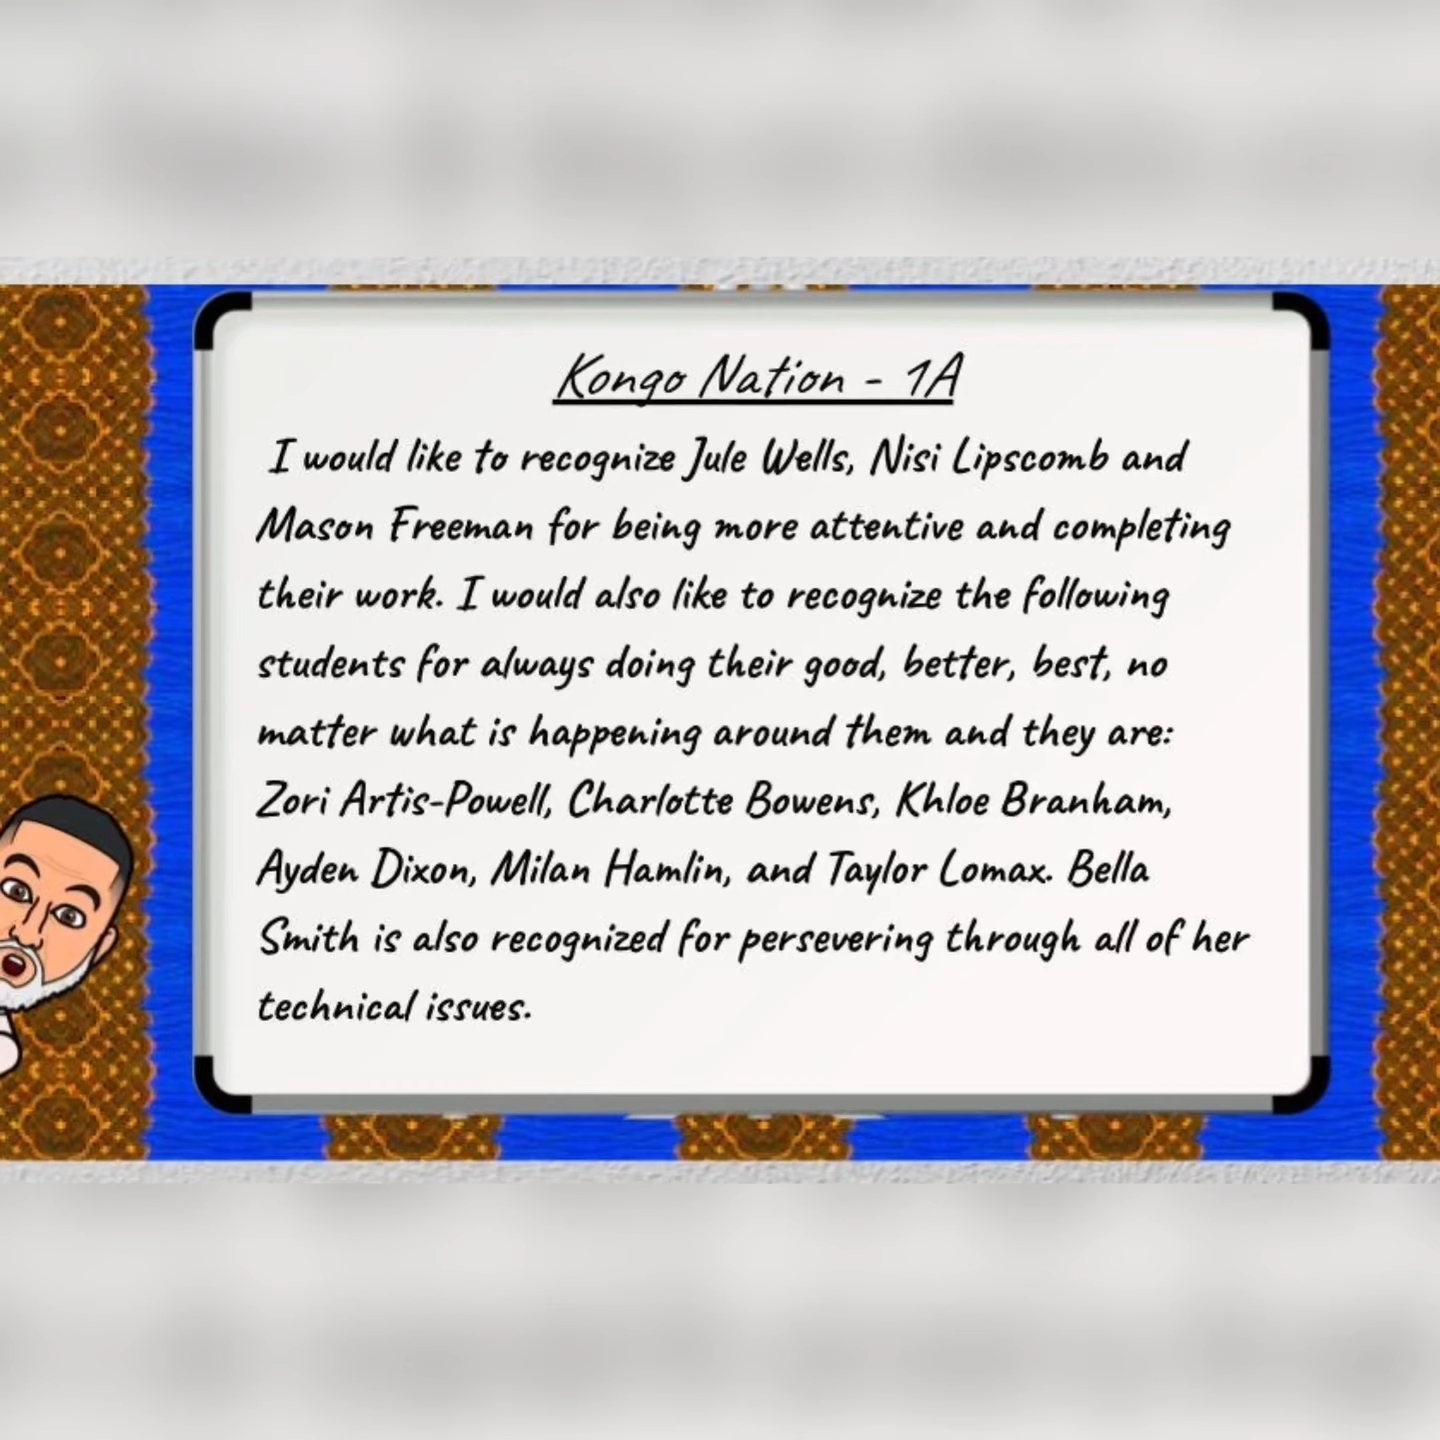 Kongo Nation - 1A
I would like to recognize Jule Wells, Nisi Lipscomb and
Mason Freeman for being more attentive and completing
their work. I would also like to recognize the following
students for always doing their good, better, best, no
matter what is happening around them and they are:
Zori Artis-Powell, Charlotte Bowens, Khloe Branham,
Ayden Dixon, Milan Hamlin, and Taylor Lomax. Bella
Smith is also recognized for persevering through all of her
technical issues.